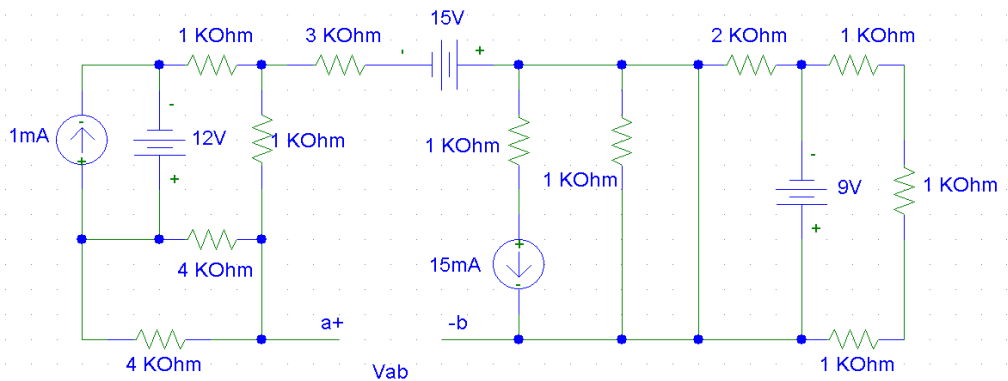 15V
1 KOhm
3 KOhm
2 KOhm
1 KOhm
-
+
-
-
1mA
+
12V
+
1 KOhm
1 KOhm
1 KOhm
-
9V
+
1 KOhm
4 KOhm
+
15mA
-
a+
-b
4 KOhm
Vab
1 KOhm